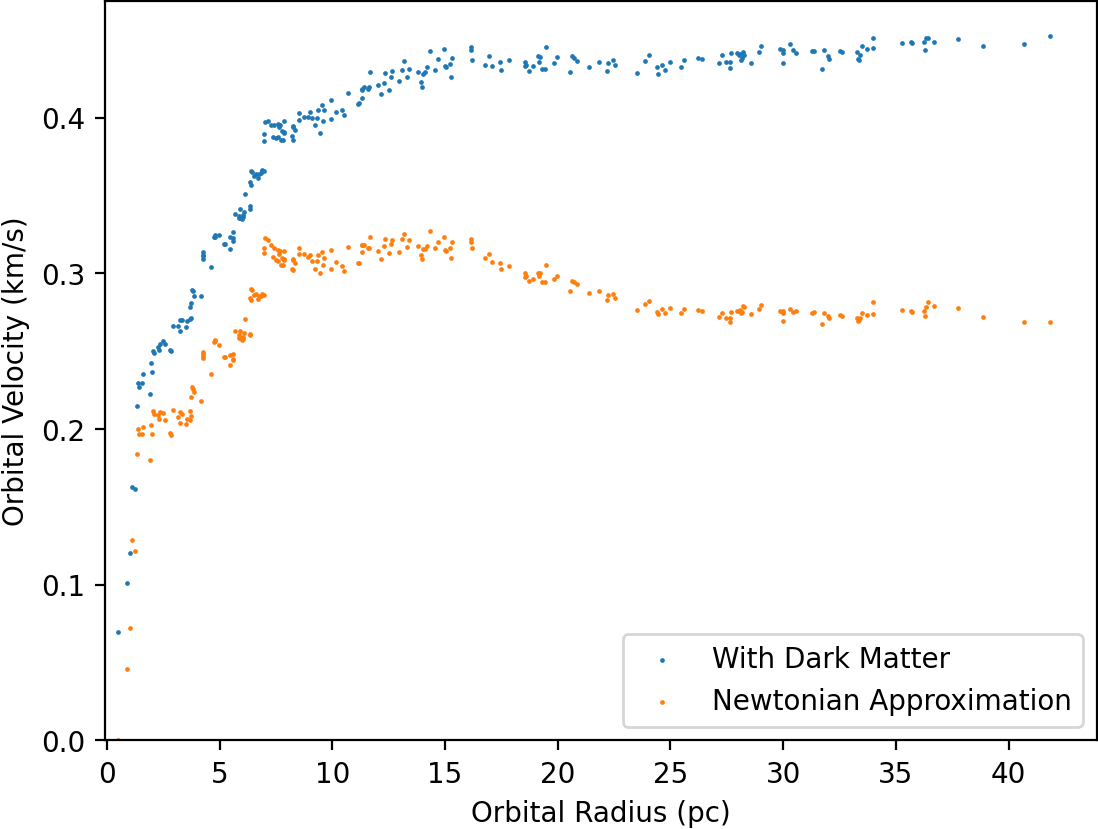 0.4
0.3
0.2
0.1
0.0
Orbital Velocity (km/s)
0 5 10 15 20 25 30 35 40
Orbital Radius (pc)
With Dark Matter
Newtonian Approximation